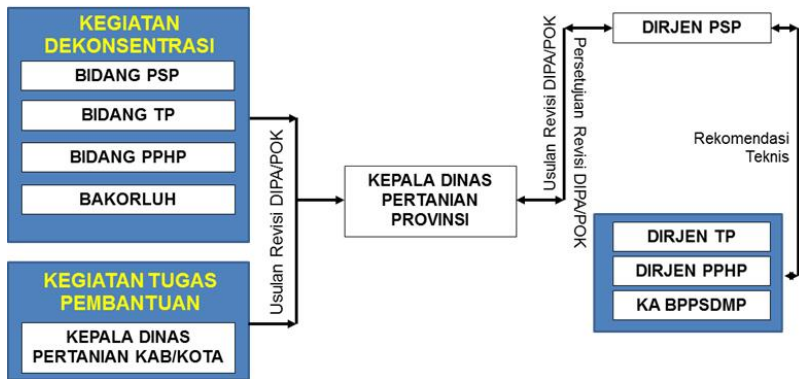 KEGIATAN
DEKONSENTRASI
BIDANG PSP
BIDANG TP
BIDANG PPHP
BAKORLUH
KEGIATAN TUGAS
PEMBANTUAN
KEPALA DINAS
PERTANIAN KAB/KOTA
Usulan Revisi DIPA/POK
KEPALA DINAS
PERTANIAN
PROVINSI
Usulan Revisi DIPA/POK
Persetujuan Revisi DIPA/POK
DIRJEN PSP
Rekomendasi
Teknis
DIRJEN TP
DIRJEN PPHP
KA BPPSDMP